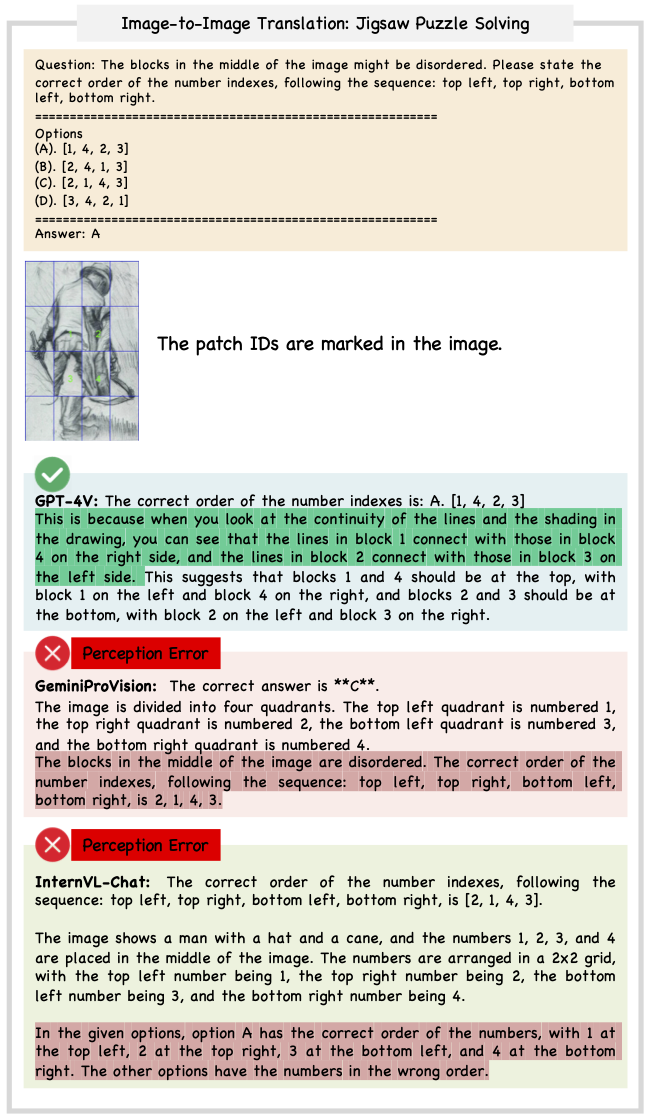 Image-to-Image Translation: Jigsaw Puzzle Solving
Question: The blocks in the middle of the image might be disordered. Please state the
correct order of the number indexes, following the sequence: top left, top right, bottom
left, bottom right.
==========================================================
Options
(A). [1, 4, 2, 3]
(B). [2, 4, 1, 3]
(C). [2, 1, 4, 3]
(D). [3, 4, 2, 1]
==========================================================
Answer: A
The patch IDs are marked in the image.
GPT-4V: The correct order of the number indexes is: A. [1, 4, 2, 3]
This is because when you look at the continuity of the lines and the shading in
the drawing, you can see that the lines in block 1 connect with those in block
4 on the right side, and the lines in block 2 connect with those in block 3 on
the left side. This suggests that blocks 1 and 4 should be at the top, with
block 1 on the left and block 4 on the right, and blocks 2 and 3 should be at
the bottom, with block 2 on the left and block 3 on the right.
Perception Error
GeminiProVision: The correct answer is **C**.
The image is divided into four quadrants. The top left quadrant is numbered 1,
the top right quadrant is numbered 2, the bottom left quadrant is numbered 3,
and the bottom right quadrant is numbered 4.
The blocks in the middle of the image are disordered. The correct order of the
number indexes, following the sequence: top left, top right, bottom left,
bottom right, is 2, 1, 4, 3.
Perception Error
InternVL-Chat: The correct order of the number indexes, following the
sequence: top left, top right, bottom left, bottom right, is [2, 1, 4, 3].
The image shows a man with a hat and a cane, and the numbers 1, 2, 3, and 4
are placed in the middle of the image. The numbers are arranged in a 2x2 grid,
with the top left number being 1, the top right number being 2, the bottom
left number being 3, and the bottom right number being 4.
In the given options, option A has the correct order of the numbers, with 1 at
the top left, 2 at the top right, 3 at the bottom left, and 4 at the bottom
right. The other options have the numbers in the wrong order.